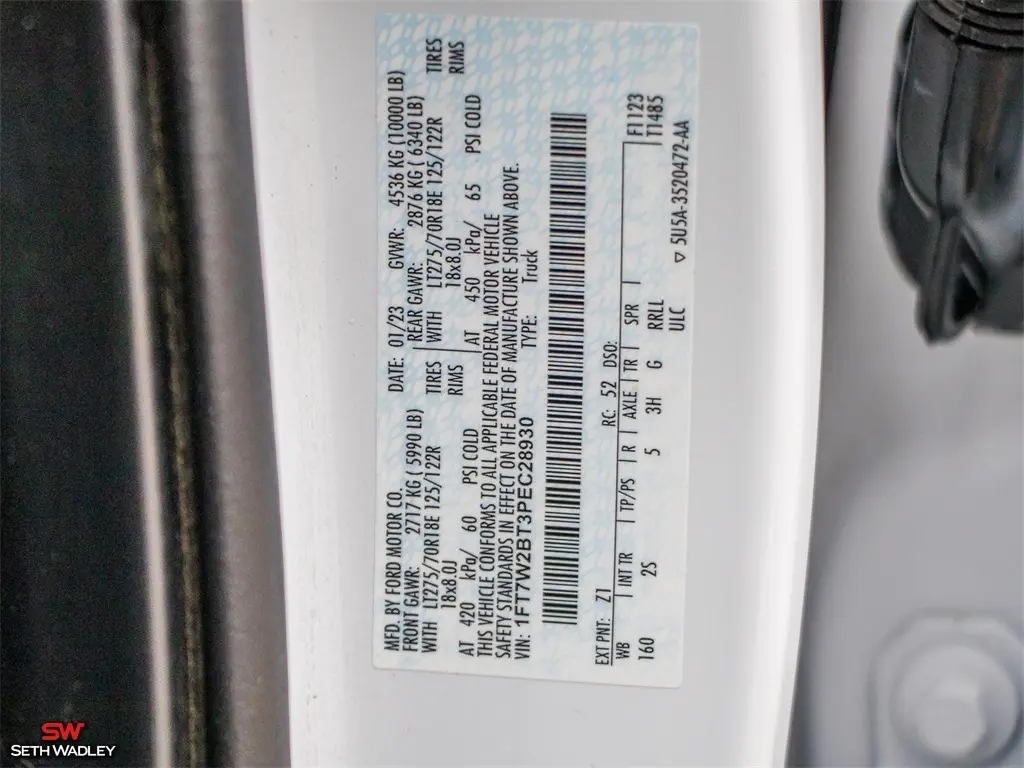 MFD. BY FORD MOTOR CO.
DATE: 01/23
GVWR: 4536 KG (10000 LB)
FRONT GAWR: 2717 KG ( 5990 LB)
REAR GAWR: 2876 KG ( 6340 LB)
WITH LT275/70R18E 125/122R TIRES
WITH LT275/70R18E 125/122R TIRES
18x8.0J RIMS
18x8.0J RIMS
AT 420 kPa/ 60 PSI COLD
AT 450 kPa/ 65 PSI COLD
THIS VEHICLE CONFORMS TO ALL APPLICABLE FEDERAL MOTOR VEHICLE
SAFETY STANDARDS IN EFFECT ON THE DATE OF MANUFACTURE SHOWN ABOVE.
VIN: 1FT7W2BT3PEC28930
TYPE: Truck
EXT PNT: Z1 RC: 52 DSO:
WB INT TR TP/PS R AXLE TR SPR F1123
160 2S 5 3H G RRLL T1485
ULC ▽ 5U5A-3520472-AA
SW
SETH WADLEY